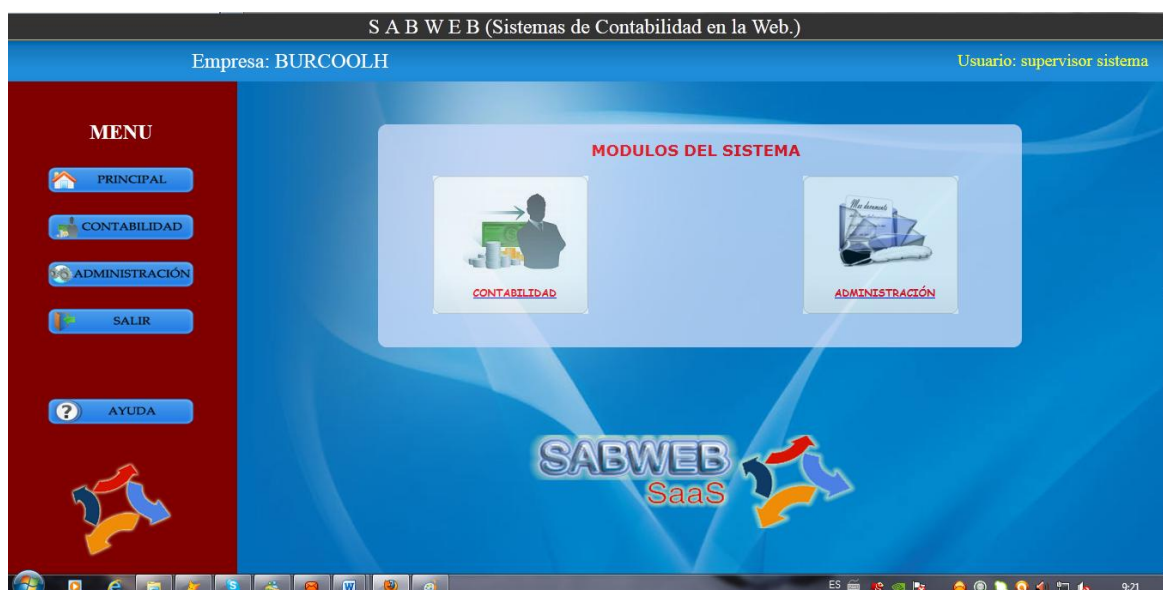 S A B W E B (Sistemas de Contabilidad en la Web.)
Empresa: BURCOOLH
Usuario: supervisor sistema
MENU
PRINCIPAL
CONTABILIDAD
ADMINISTRACIÓN
SALIR
AYUDA
MODULOS DEL SISTEMA
CONTABILIDAD
ADMINISTRACIÓN
SABWEB
SaaS
ES
9:21